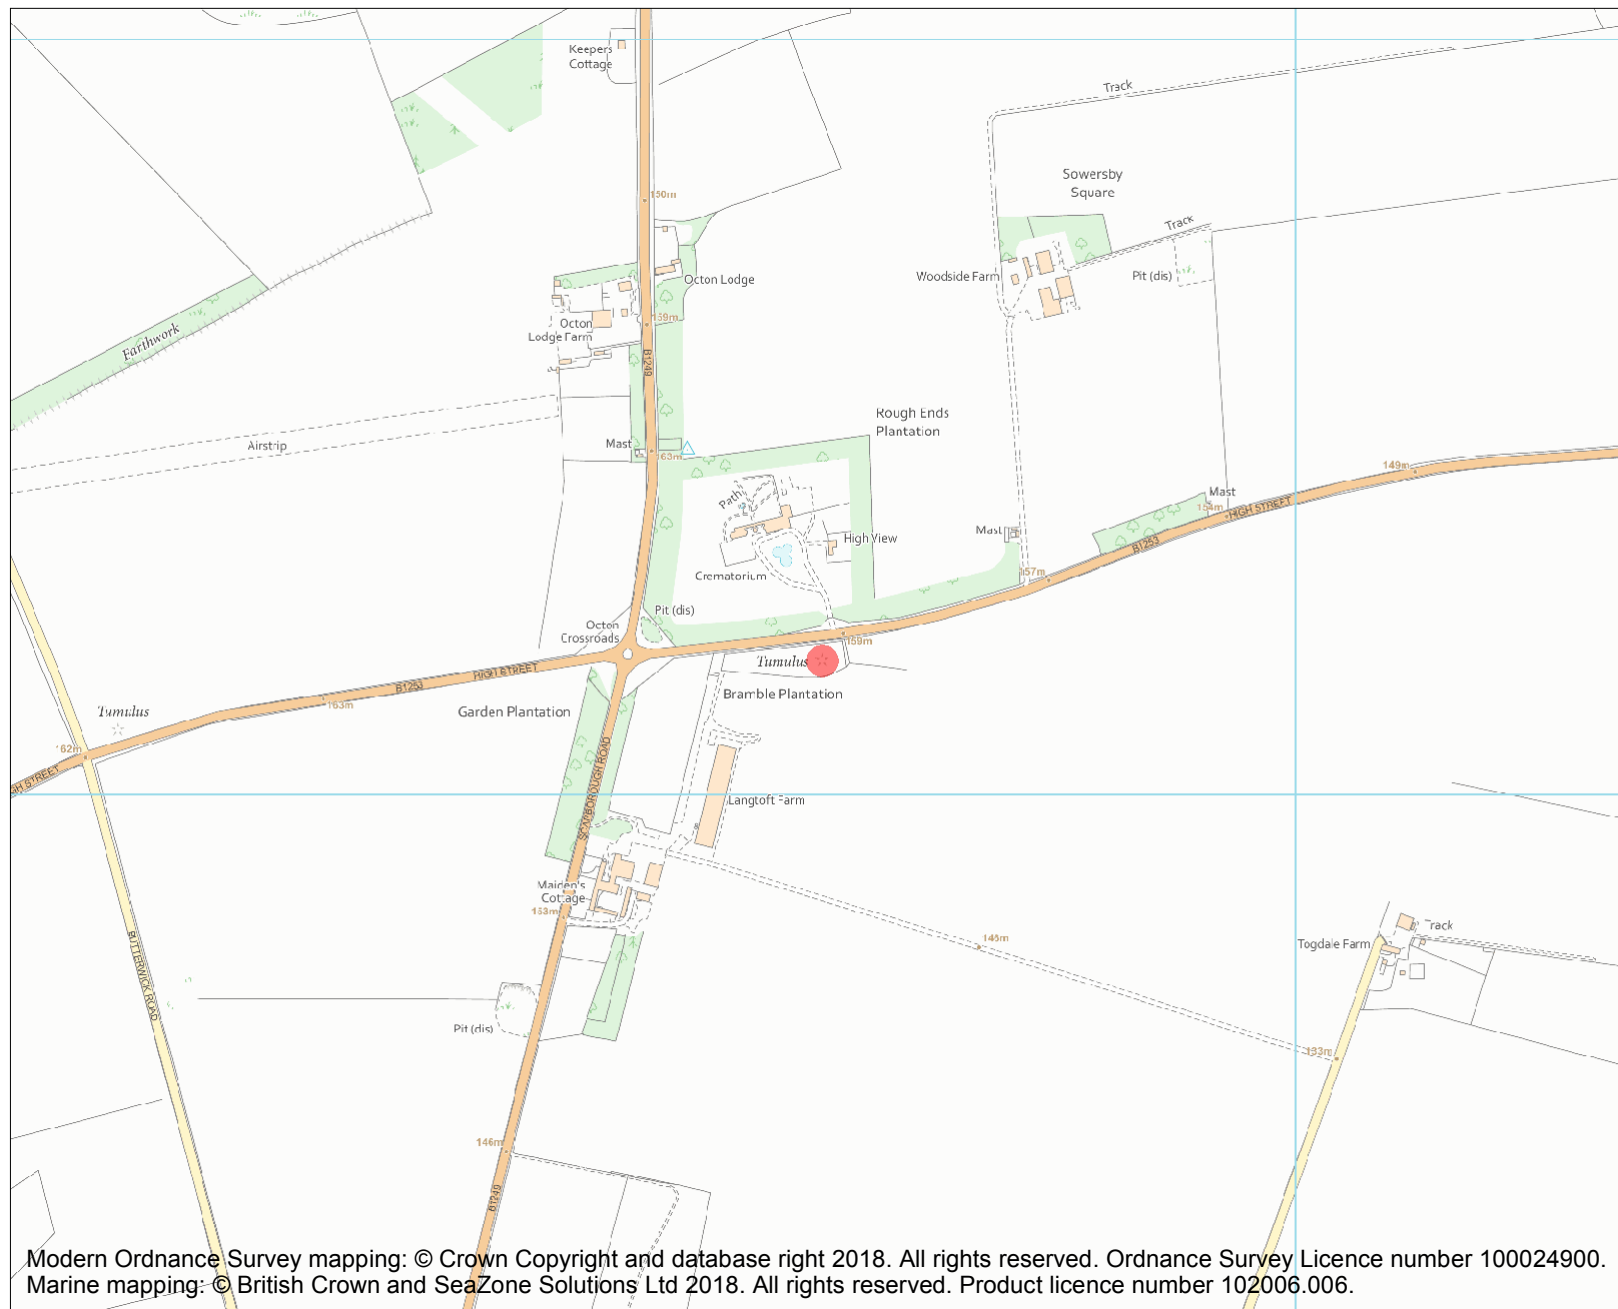 Keepers
Cottage
Track
Sowersby
Square
150m
Track
Octon Lodge
Woodside Farm
Pit (dis)
Octon
Lodge Farm
159m
Earthwork
B1249
Rough Ends
Plantation
Airstrip
Mast
163m
149m
Path
Mast
154m
HIGH STREET
Mast
High View
B1253
Crematorium
157m
Pit (dis)
Octon
Crossroads
159m
Tumulus
HIGH STREET
B1253
Bramble Plantation
163m
Garden Plantation
Tumulus
162m
HIGH STREET
SCARBOROUGH ROAD
Langtoft Farm
Maiden's
Cottage
153m
BUTTERWICK ROAD
146m
Togdale Farm
Track
Pit (dis)
133m
146m
B1249
Modern Ordnance Survey mapping: © Crown Copyright and database right 2018. All rights reserved. Ordnance Survey Licence number 100024900.
Marine mapping: © British Crown and SeaZone Solutions Ltd 2018. All rights reserved. Product licence number 102006.006.